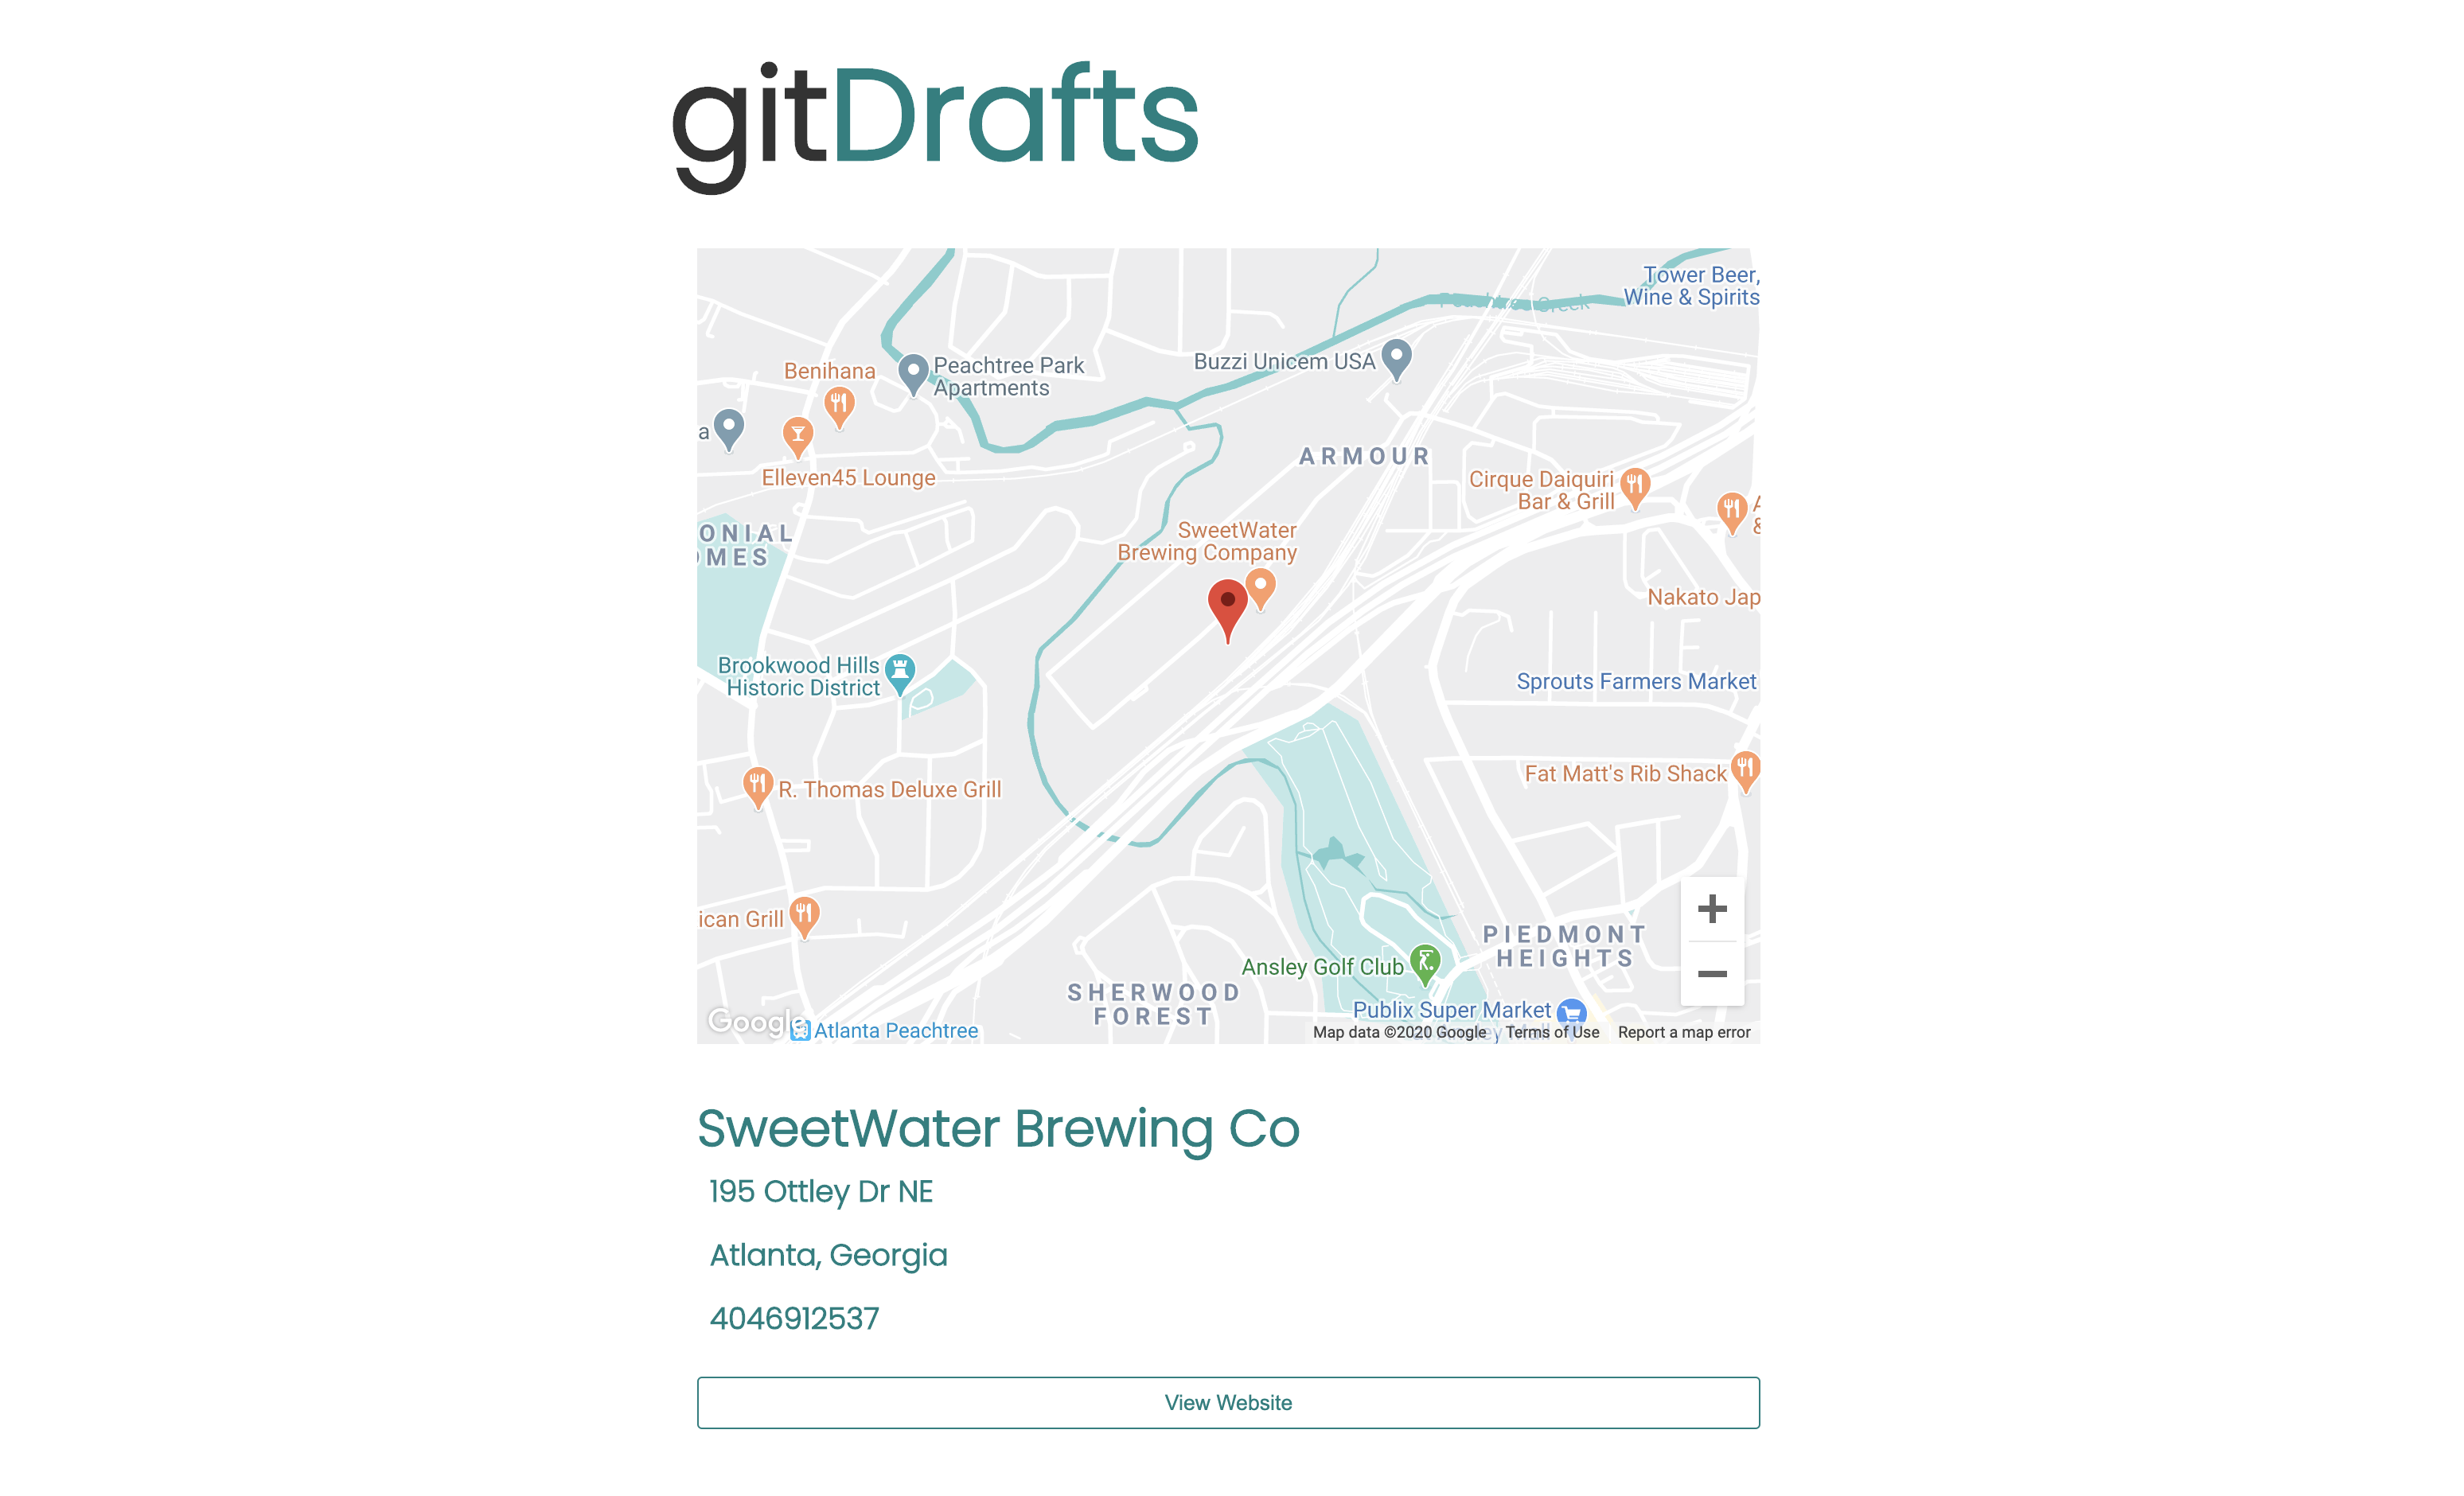 gitDrafts
Tower Beer,
Wine & Spirits
Peachtree Creek
Buzzi Unicem USA
Peachtree Park
Apartments
Benihana
a
Elleven45 Lounge
ARMOUR
Cirque Daiquiri
Bar & Grill
A
&
SweetWater
Brewing Company
ONIAL
OMES
Nakato Jap
Brookwood Hills
Historic District
Sprouts Farmers Market
Fat Matt's Rib Shack
R. Thomas Deluxe Grill
ican Grill
PIEDMONT
HEIGHTS
Ansley Golf Club
SHERWOOD
FOREST
Publix Super Market
Google
Atlanta Peachtree
Map data ©2020 Google
Terms of Use
Report a map error
SweetWater Brewing Co
195 Ottley Dr NE
Atlanta, Georgia
4046912537
View Website